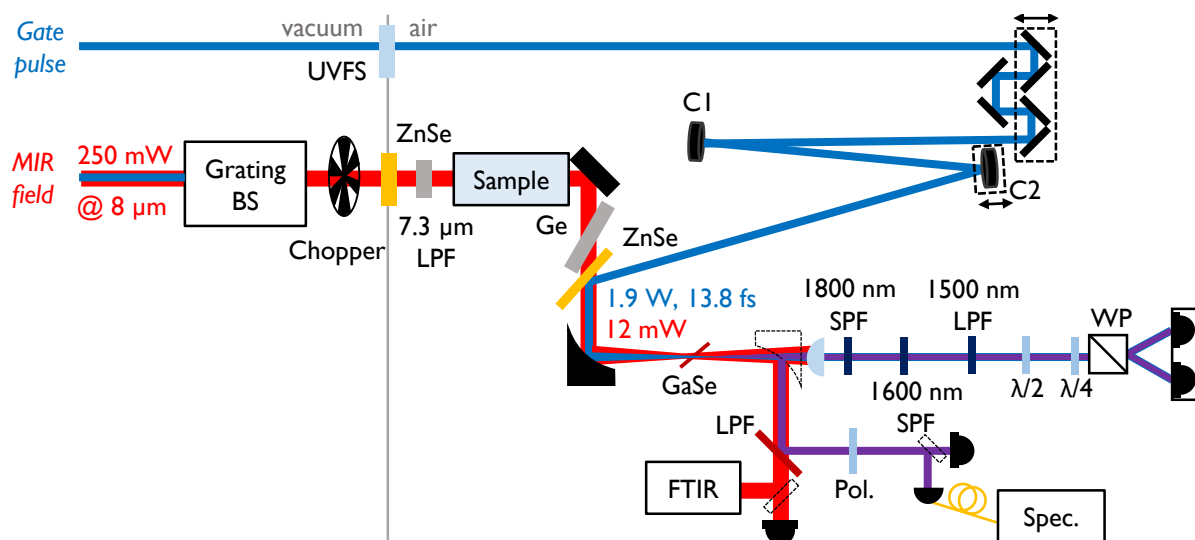 Gate
pulse
vacuum
air
UVFS
C1
C2
MIR
field
250 mW
@ 8 µm
Grating
BS
Chopper
ZnSe
7.3 µm
LPF
Sample
Ge
ZnSe
1.9 W, 13.8 fs
12 mW
GaSe
1800 nm
SPF
1600 nm
SPF
1500 nm
LPF
λ/2
λ/4
WP
LPF
FTIR
Pol.
Spec.